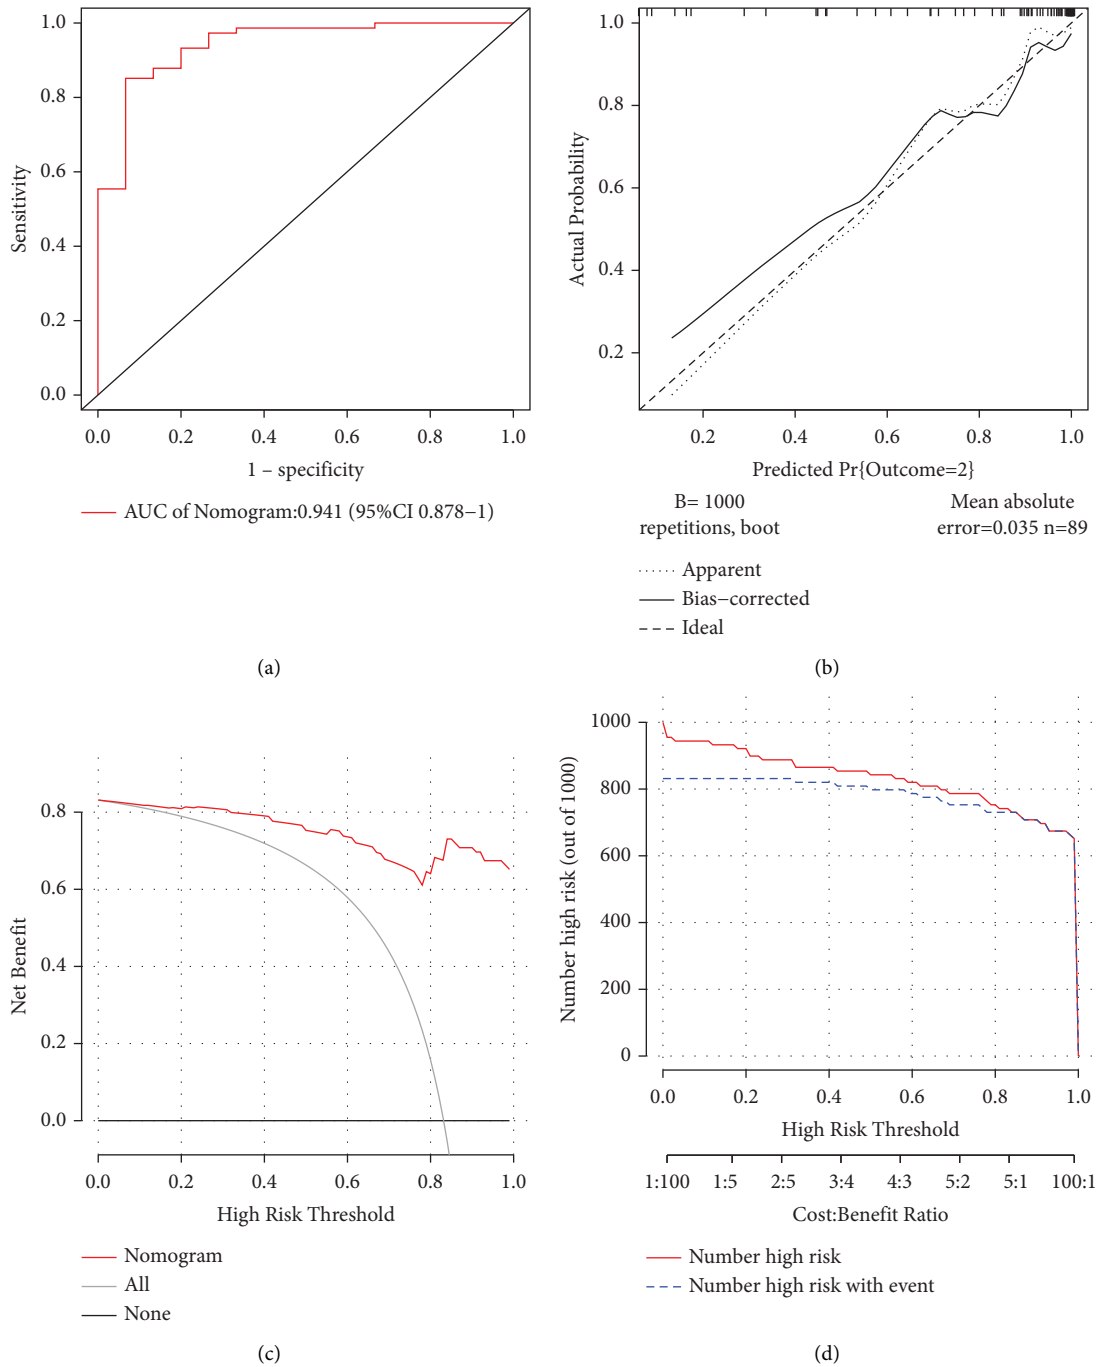 1.0
0.8
0.6
0.4
0.2
0.0
Sensitivity
0.0 0.2 0.4 0.6 0.8 1.0
1 − specificity
AUC of Nomogram:0.941 (95%CI 0.878−1)
(a)
1.0
0.8
0.6
0.4
0.2
Actual Probability
0.2 0.4 0.6 0.8 1.0
Predicted Pr{Outcome=2}
B= 1000
repetitions, boot
Mean absolute
error=0.035 n=89
Apparent
Bias−corrected
Ideal
(b)
0.8
0.6
0.4
0.2
0.0
Net Benefit
0.0 0.2 0.4 0.6 0.8 1.0
High Risk Threshold
Nomogram
All
None
(c)
1000
800
600
400
200
0
Number high risk (out of 1000)
0.0 0.2 0.4 0.6 0.8 1.0
High Risk Threshold
1:100 1:5 2:5 3:4 4:3 5:2 5:1 100:1
Cost:Benefit Ratio
Number high risk
Number high risk with event
(d)